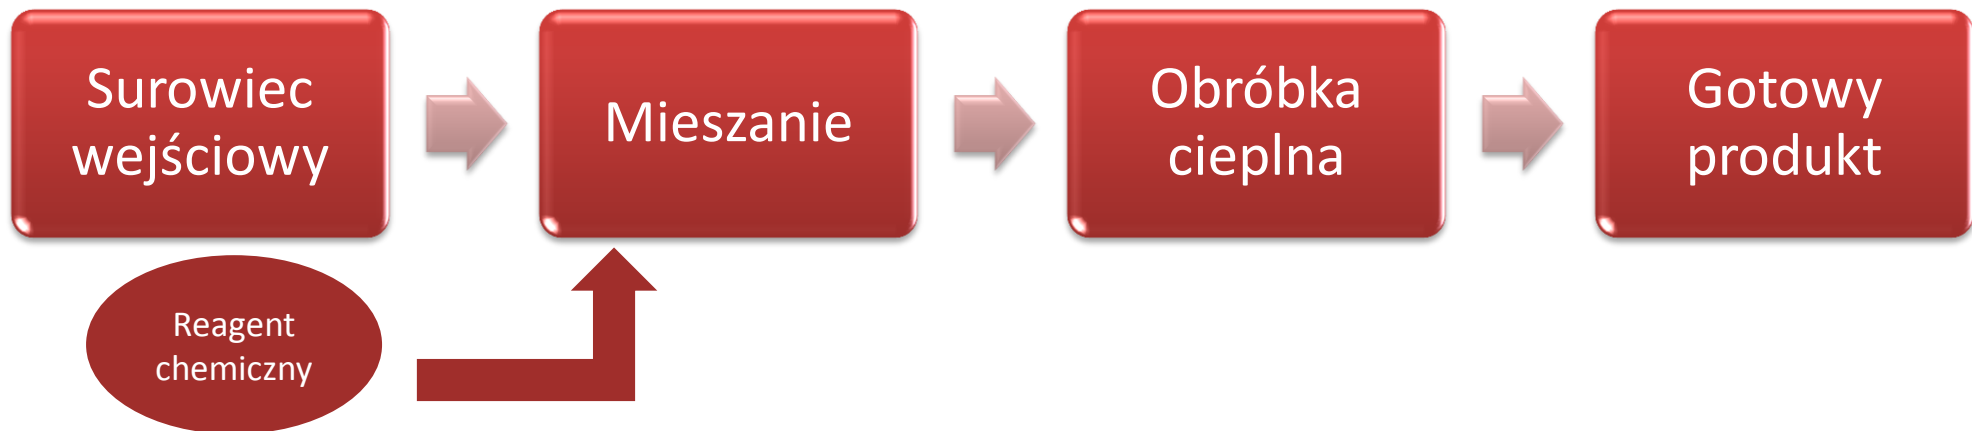 Surowiec
wejściowy
Mieszanie
Obróbka
cieplna
Gotowy
produkt
Reagent
chemiczny